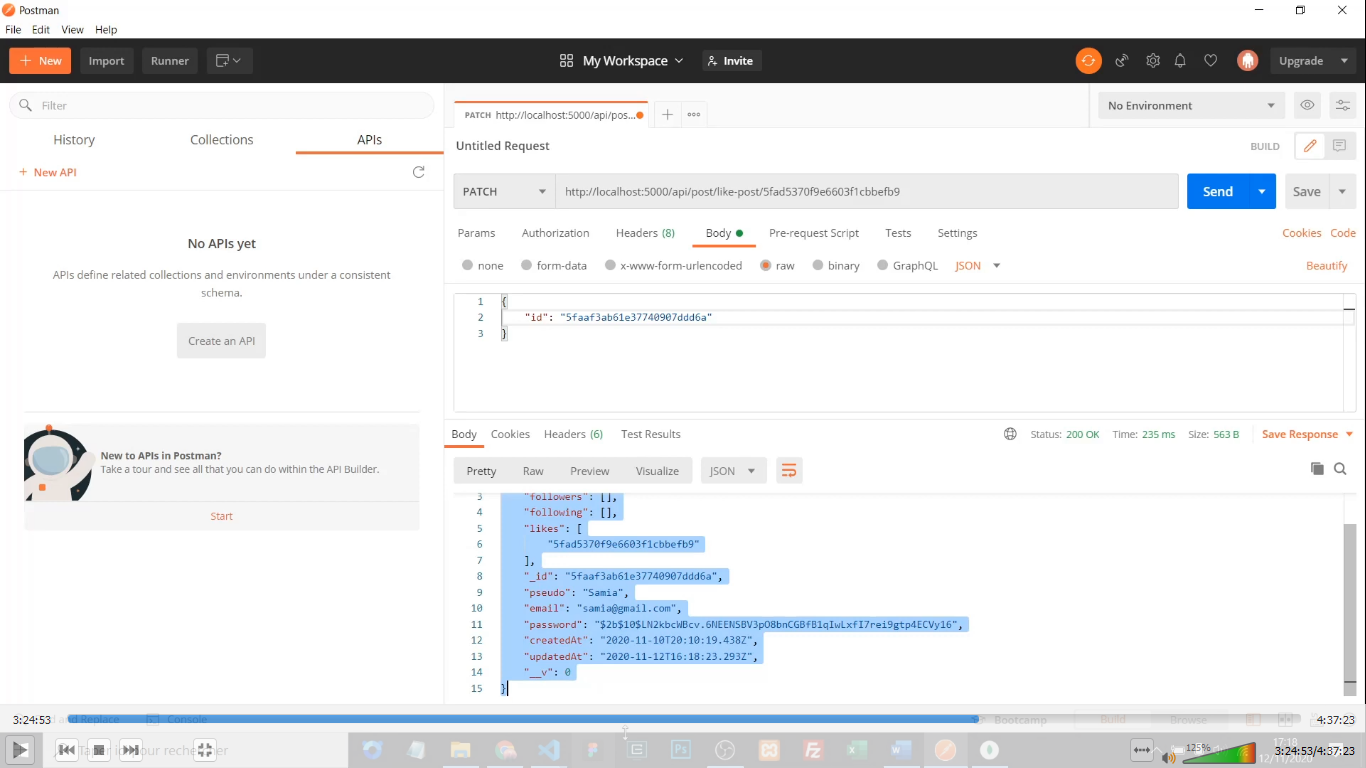 Postman
File Edit View Help
+ New Import Runner My Workspace Invite Upgrade
Filter
History Collections APIs
+ New API
No APIs yet
APIs define related collections and environments under a consistent
schema.
Create an API
New to APIs in Postman?
Take a tour and see all that you can do within the API Builder.
Start
PATCH http://localhost:5000/api/pos...
No Environment
Untitled Request BUILD
PATCH http://localhost:5000/api/post/like-post/5fad5370f9e6603f1cbbefb9 Send Save
Params Authorization Headers (8) Body Pre-request Script Tests Settings Cookies Code
none form-data x-www-form-urlencoded raw binary GraphQL JSON Beautify
1 {
2 "id": "5faaf3ab61e37740907ddd6a"
3 }
Body Cookies Headers (6) Test Results Status: 200 OK Time: 235 ms Size: 563 B Save Response
Pretty Raw Preview Visualize JSON
3 "followers": [],
4 "following": [],
5 "likes": [
6 "5fad5370f9e6603f1cbbefb9"
7 ],
8 "_id": "5faaf3ab61e37740907ddd6a",
9 "pseudo": "Samia",
10 "email": "samia@gmail.com",
11 "password": "$2b$10$LN2kbcWBcv.6NEENSBV3pO8bnCGBfB1qIwLxfI7rei9gtp4ECVy16",
12 "createdAt": "2020-11-10T20:10:19.438Z",
13 "updatedAt": "2020-11-12T16:18:23.293Z",
14 "__v": 0
15 }
3:24:53 and Replace Console Bootcamp Build Browse 4:37:23
pour rechercher 125% 17:18 3:24:53/4:37:23
12/11/2020